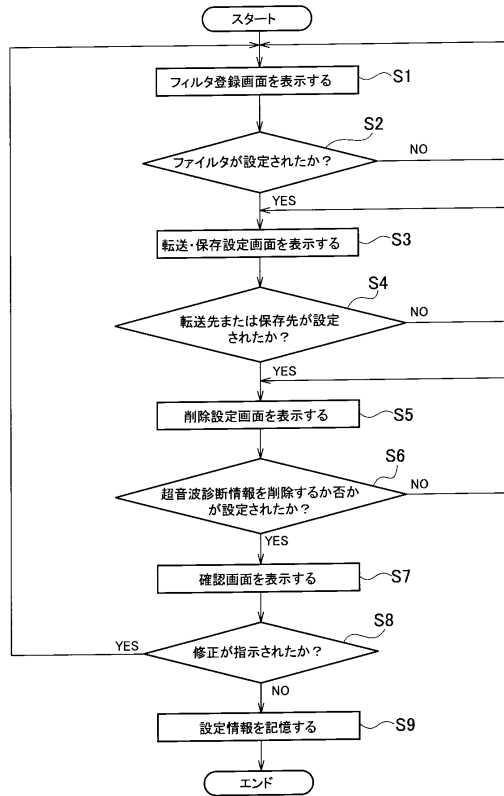 スタート
フィルタ登録画面を表示する
S1
ファイルタが設定されたか？
S2
NO
YES
転送・保存設定画面を表示する
S3
転送先または保存先が設定
されたか？
S4
NO
YES
削除設定画面を表示する
S5
超音波診断情報を削除するか否か
が設定されたか？
S6
NO
YES
確認画面を表示する
S7
修正が指示されたか？
S8
YES
NO
設定情報を記憶する
S9
エンド